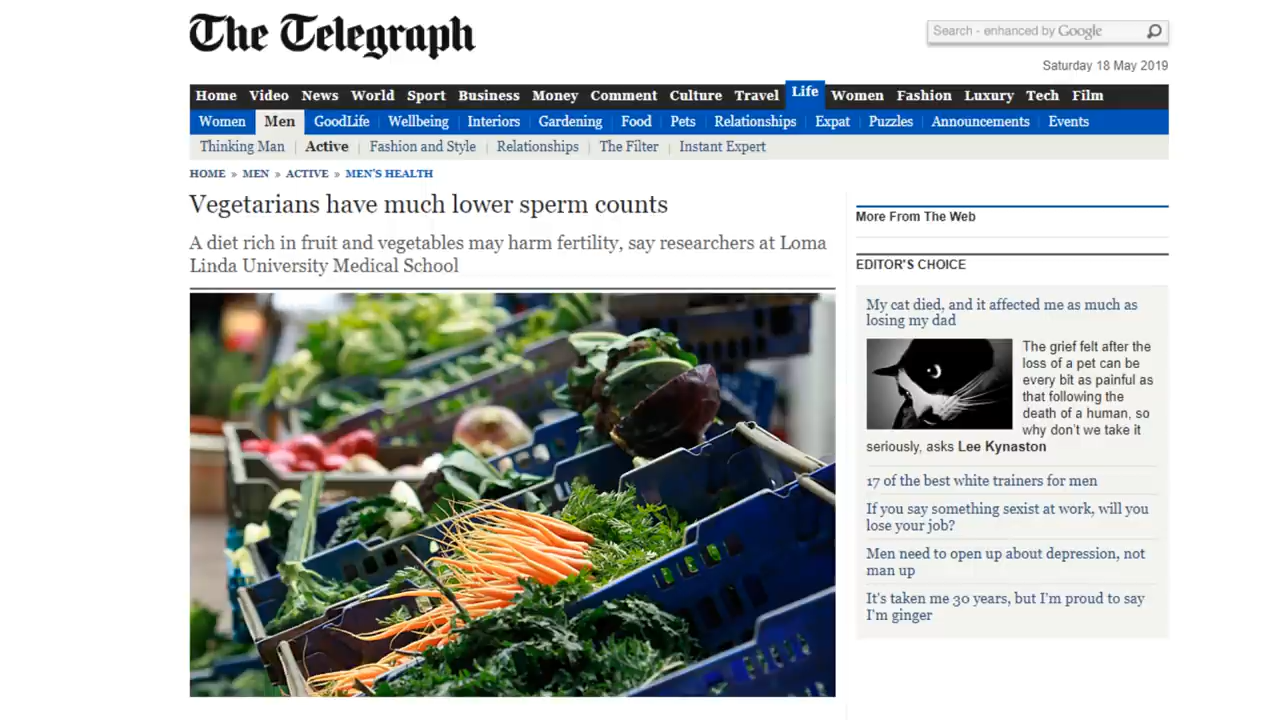 The Telegraph
Search - enhanced by Google
Saturday 18 May 2019
Home Video News World Sport Business Money Comment Culture Travel Life Women Fashion Luxury Tech Film
Women Men GoodLife Wellbeing Interiors Gardening Food Pets Relationships Expat Puzzles Announcements Events
Thinking Man Active Fashion and Style Relationships The Filter Instant Expert
HOME » MEN » ACTIVE » MEN'S HEALTH
Vegetarians have much lower sperm counts
A diet rich in fruit and vegetables may harm fertility, say researchers at Loma
Linda University Medical School
More From The Web
EDITOR'S CHOICE
My cat died, and it affected me as much as
losing my dad
The grief felt after the
loss of a pet can be
every bit as painful as
that following the
death of a human, so
why don't we take it
seriously, asks Lee Kynaston
17 of the best white trainers for men
If you say something sexist at work, will you
lose your job?
Men need to open up about depression, not
man up
It's taken me 30 years, but I'm proud to say
I'm ginger